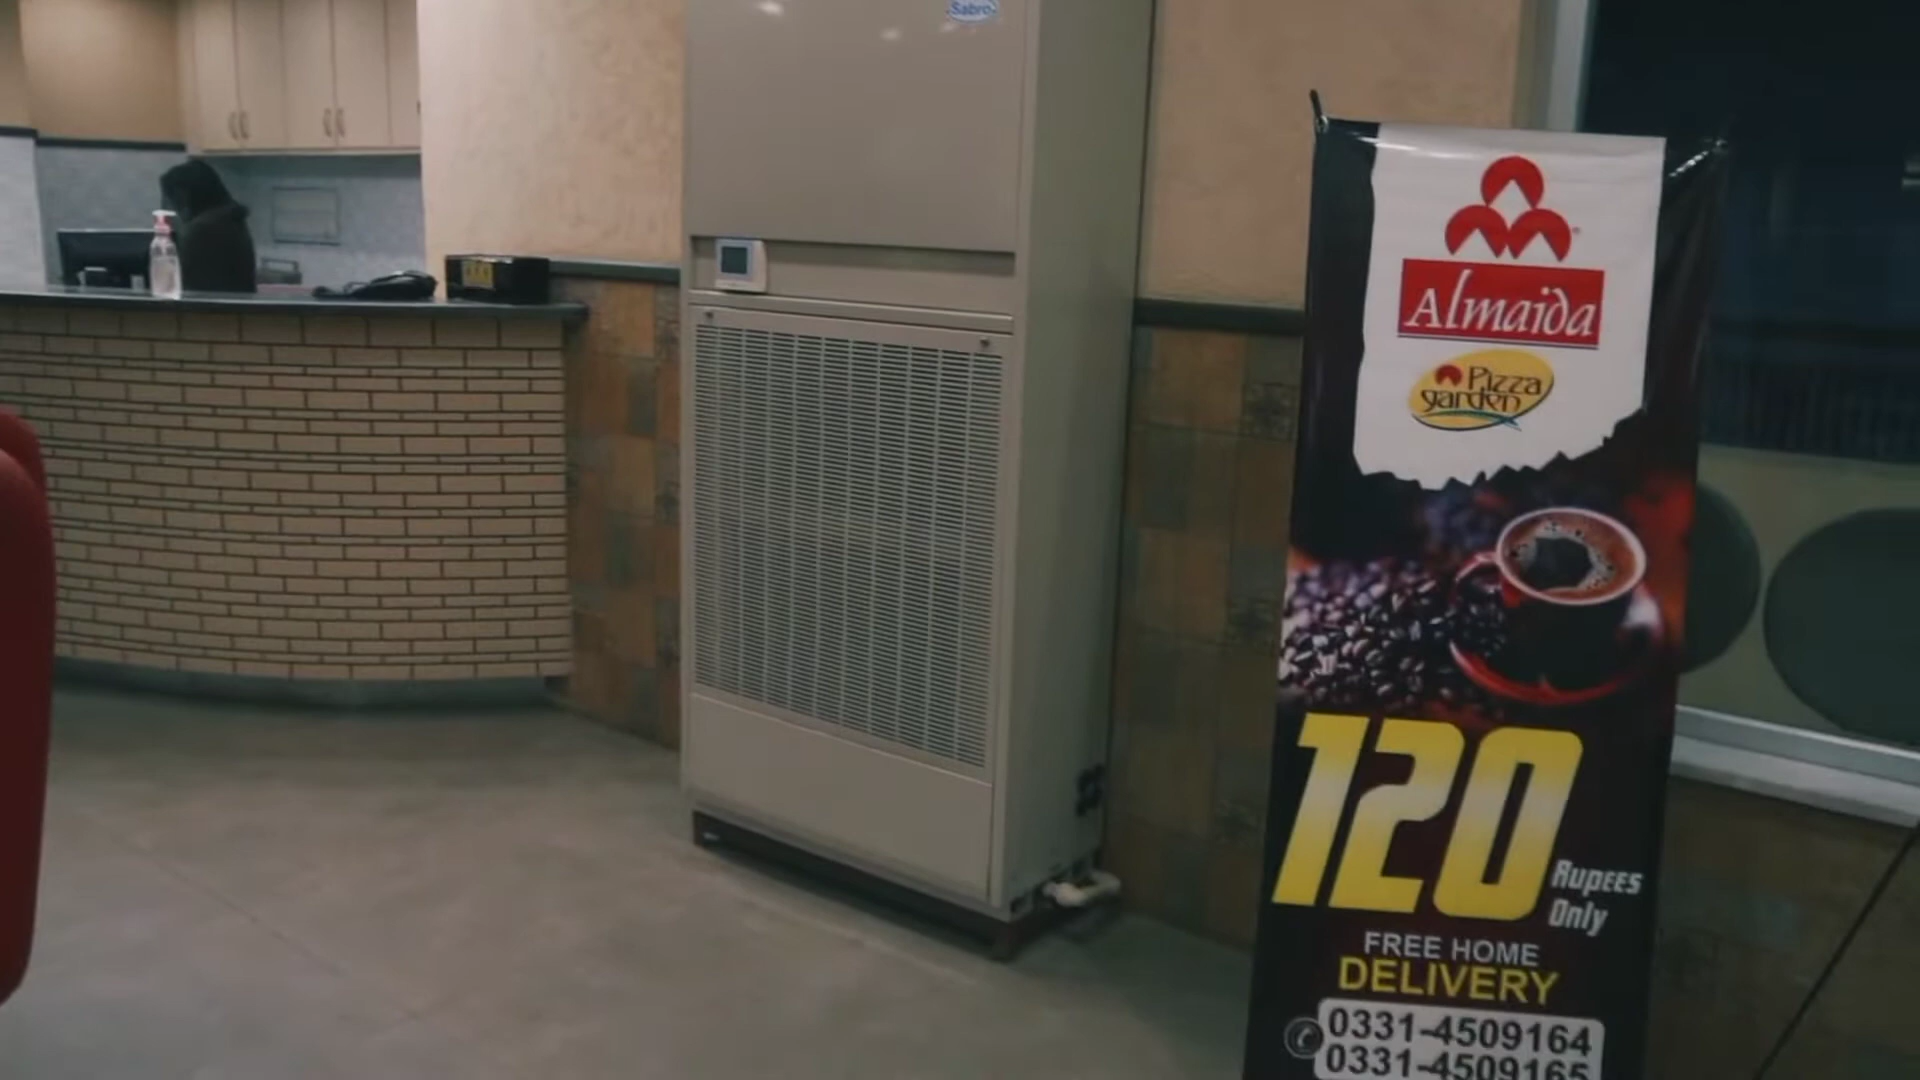 Sabro
Almaida
Pizza
garden
120
Rupees
Only
FREE HOME
DELIVERY
0331-4509164
0331-4509165